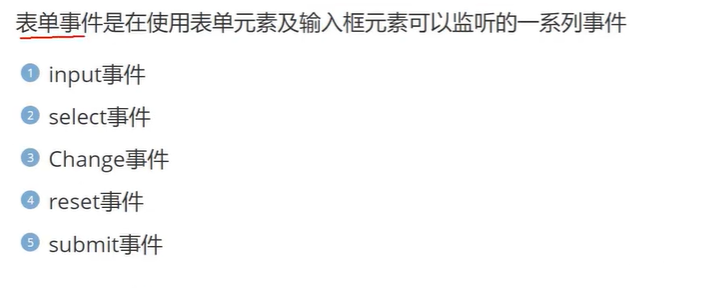 表单事件是在使用表单元素及输入框元素可以监听的一系列事件
1 input事件
2 select事件
3 Change事件
4 reset事件
5 submit事件